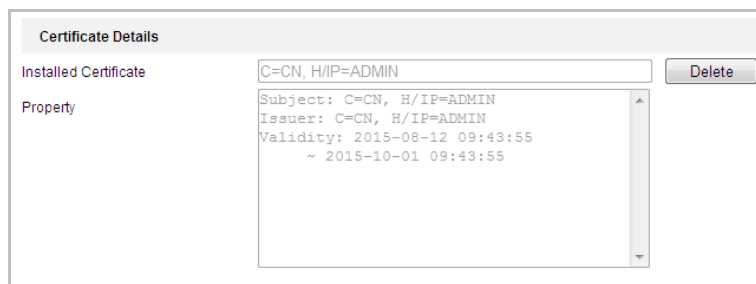 Certificate Details
Installed Certificate C=CN, H/IP=ADMIN Delete
Property
Subject: C=CN, H/IP=ADMIN
Issuer: C=CN, H/IP=ADMIN
Validity: 2015-08-12 09:43:55
~ 2015-10-01 09:43:55